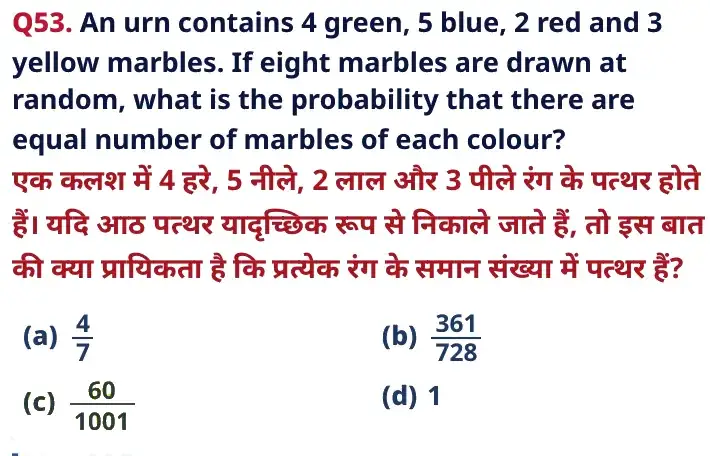 Q53. An urn contains 4 green, 5 blue, 2 red and 3
yellow marbles. If eight marbles are drawn at
random, what is the probability that there are
equal number of marbles of each colour?
एक कलश में 4 हरे, 5 नीले, 2 लाल और 3 पीले रंग के पत्थर होते
हैं। यदि आठ पत्थर यादृच्छिक रूप से निकाले जाते हैं, तो इस बात
की क्या प्रायिकता है कि प्रत्येक रंग के समान संख्या में पत्थर हैं?
(a) 4/7 (b) 361/728
(c) 60/1001 (d) 1